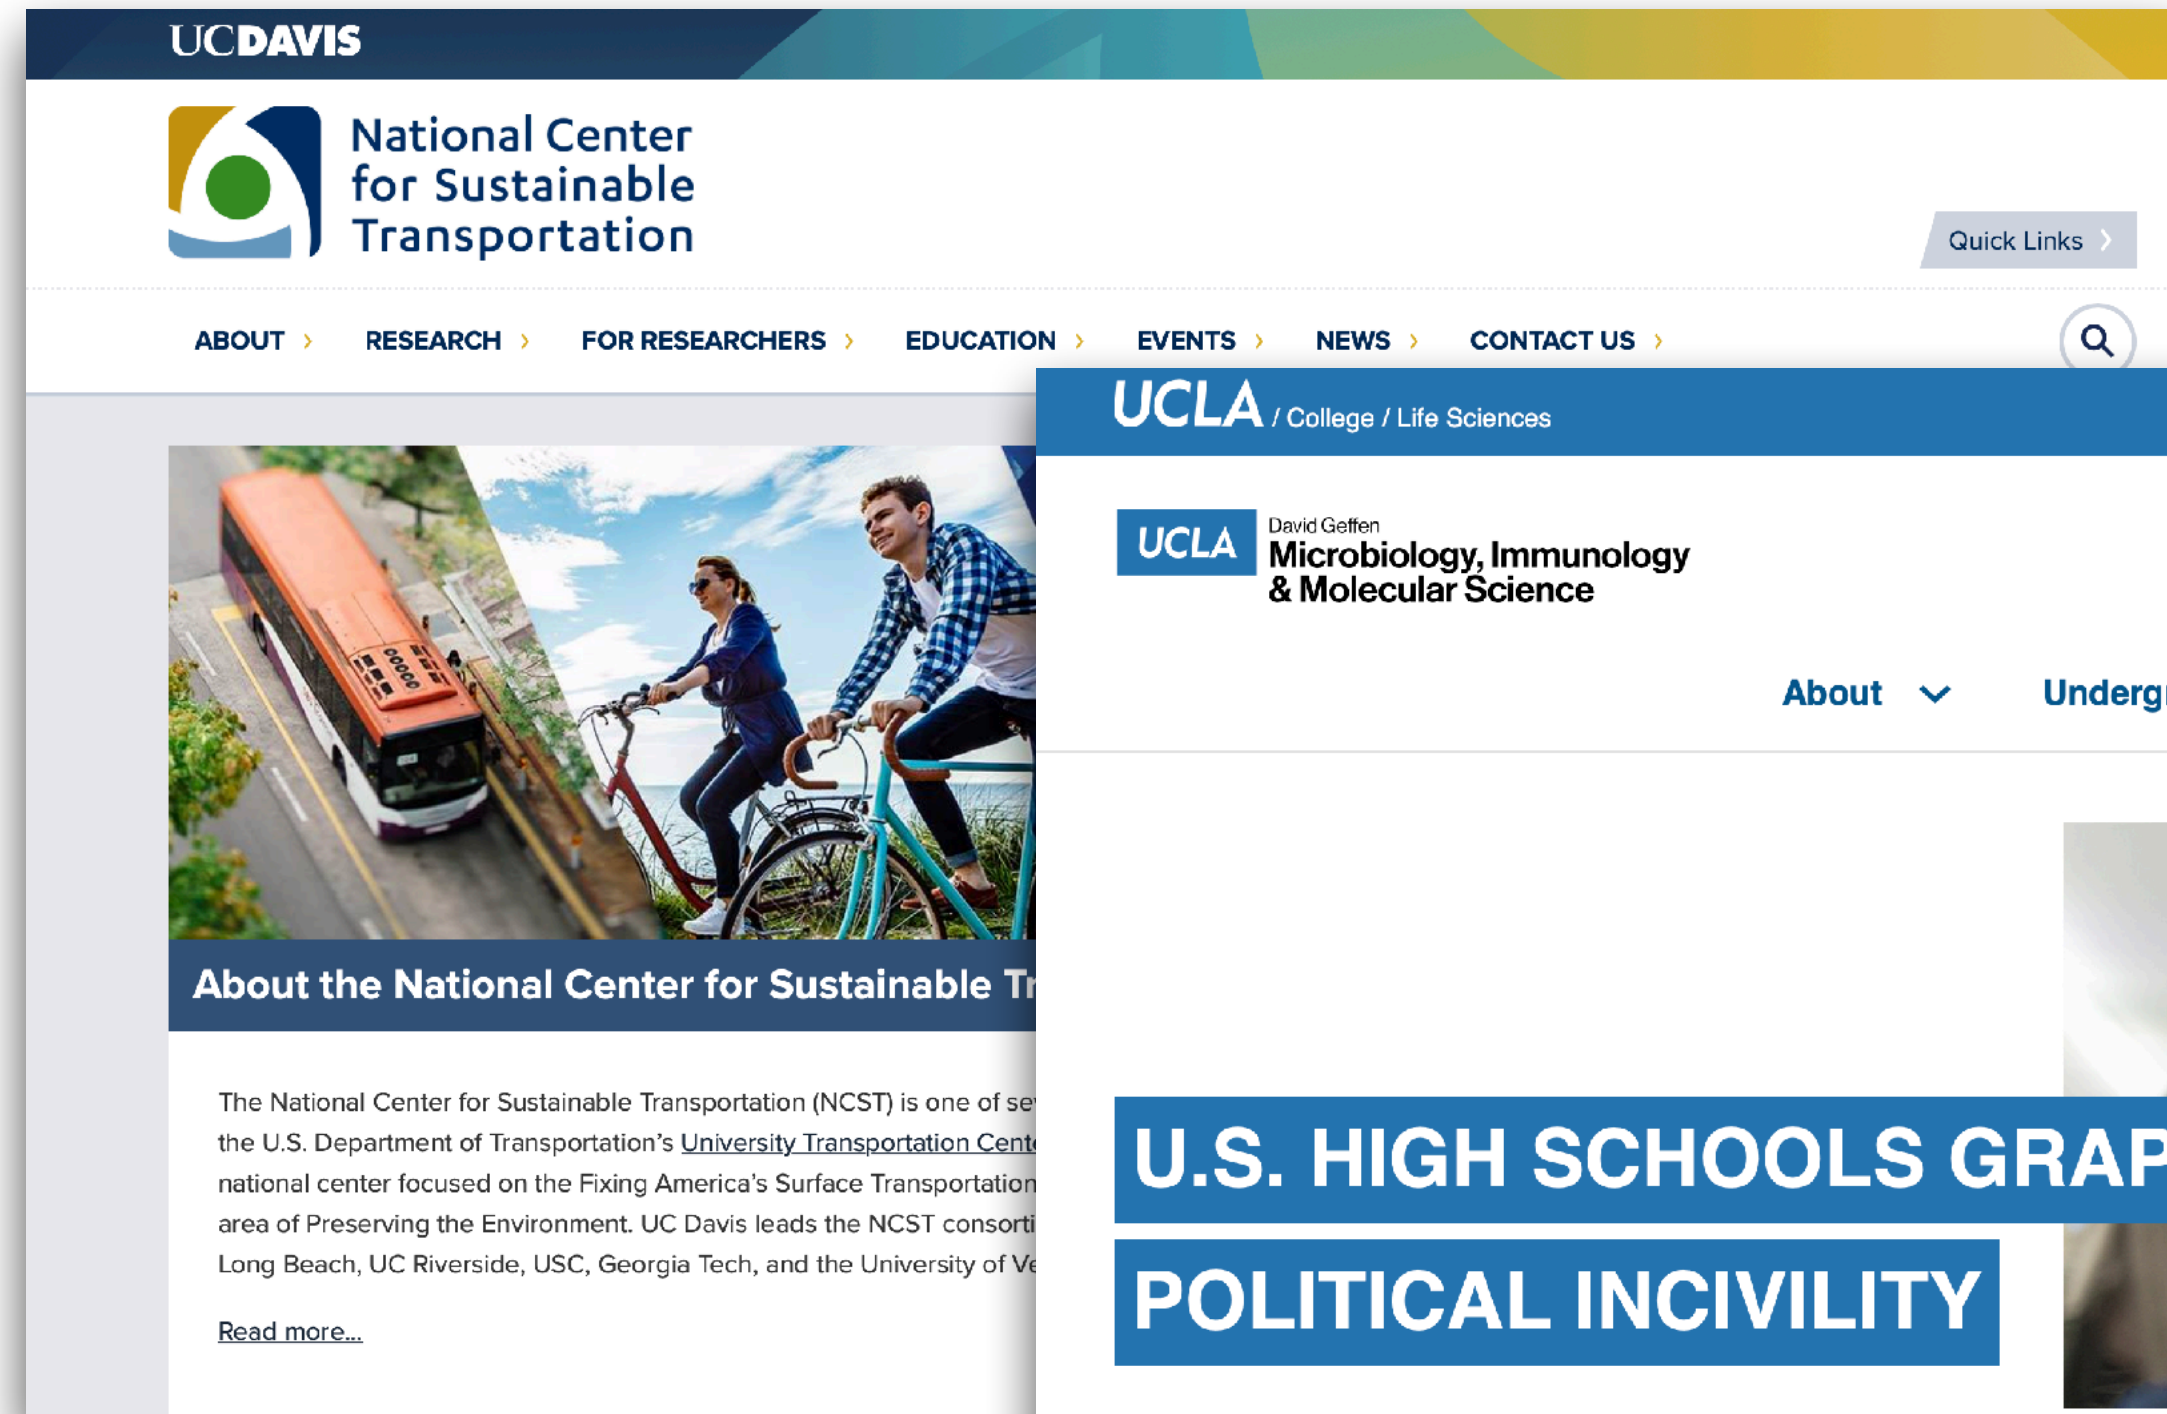 UCDAVIS
National Center
for Sustainable
Transportation
Quick Links
ABOUT RESEARCH FOR RESEARCHERS EDUCATION EVENTS NEWS CONTACT US
About the National Center for Sustainable
The National Center for Sustainable Transportation (NCST) is one of
the U.S. Department of Transportation’s University Transportation
national center focused on the Fixing America’s Surface Transportation
area of Preserving the Environment. UC Davis leads the NCST
Long Beach, UC Riverside, USC, Georgia Tech, and the University of
Read more...
UCLA / College / Life Sciences
UCLA
David Geffen
Microbiology, Immunology
& Molecular Science
About
U.S. HIGH SCHOOLS
POLITICAL INCIVILITY